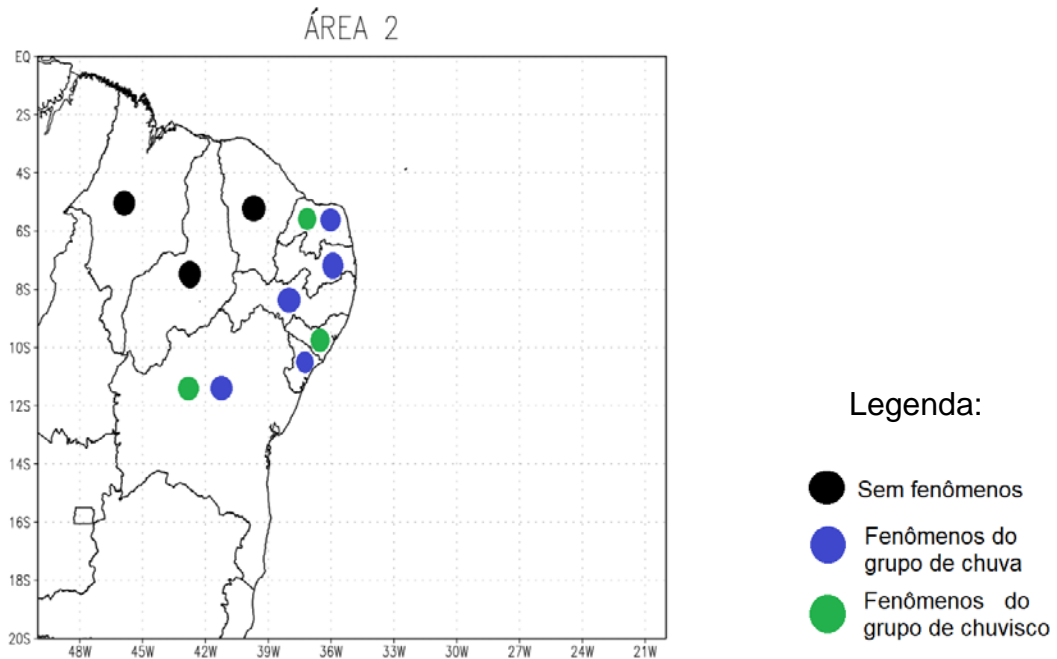 ÁREA 2
EQ
2S
4S
6S
8S
10S
12S
14S
16S
18S
20S
48W 45W 42W 39W 36W 33W 30W 27W 24W 21W
Legenda:
Sem fenômenos
Fenômenos do
grupo de chuva
Fenômenos do
grupo de chuvisco